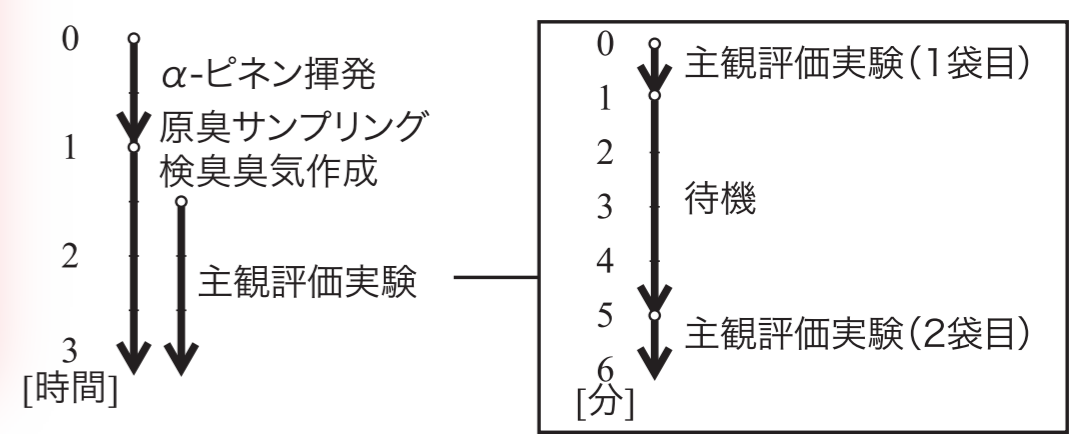 0
α-ピネン揮発
原臭サンプリング
1
検臭臭気作成
2
主観評価実験
3
[時間]
0
主観評価実験(1袋目)
1
2
3
待機
4
5
主観評価実験(2袋目)
6
[分]